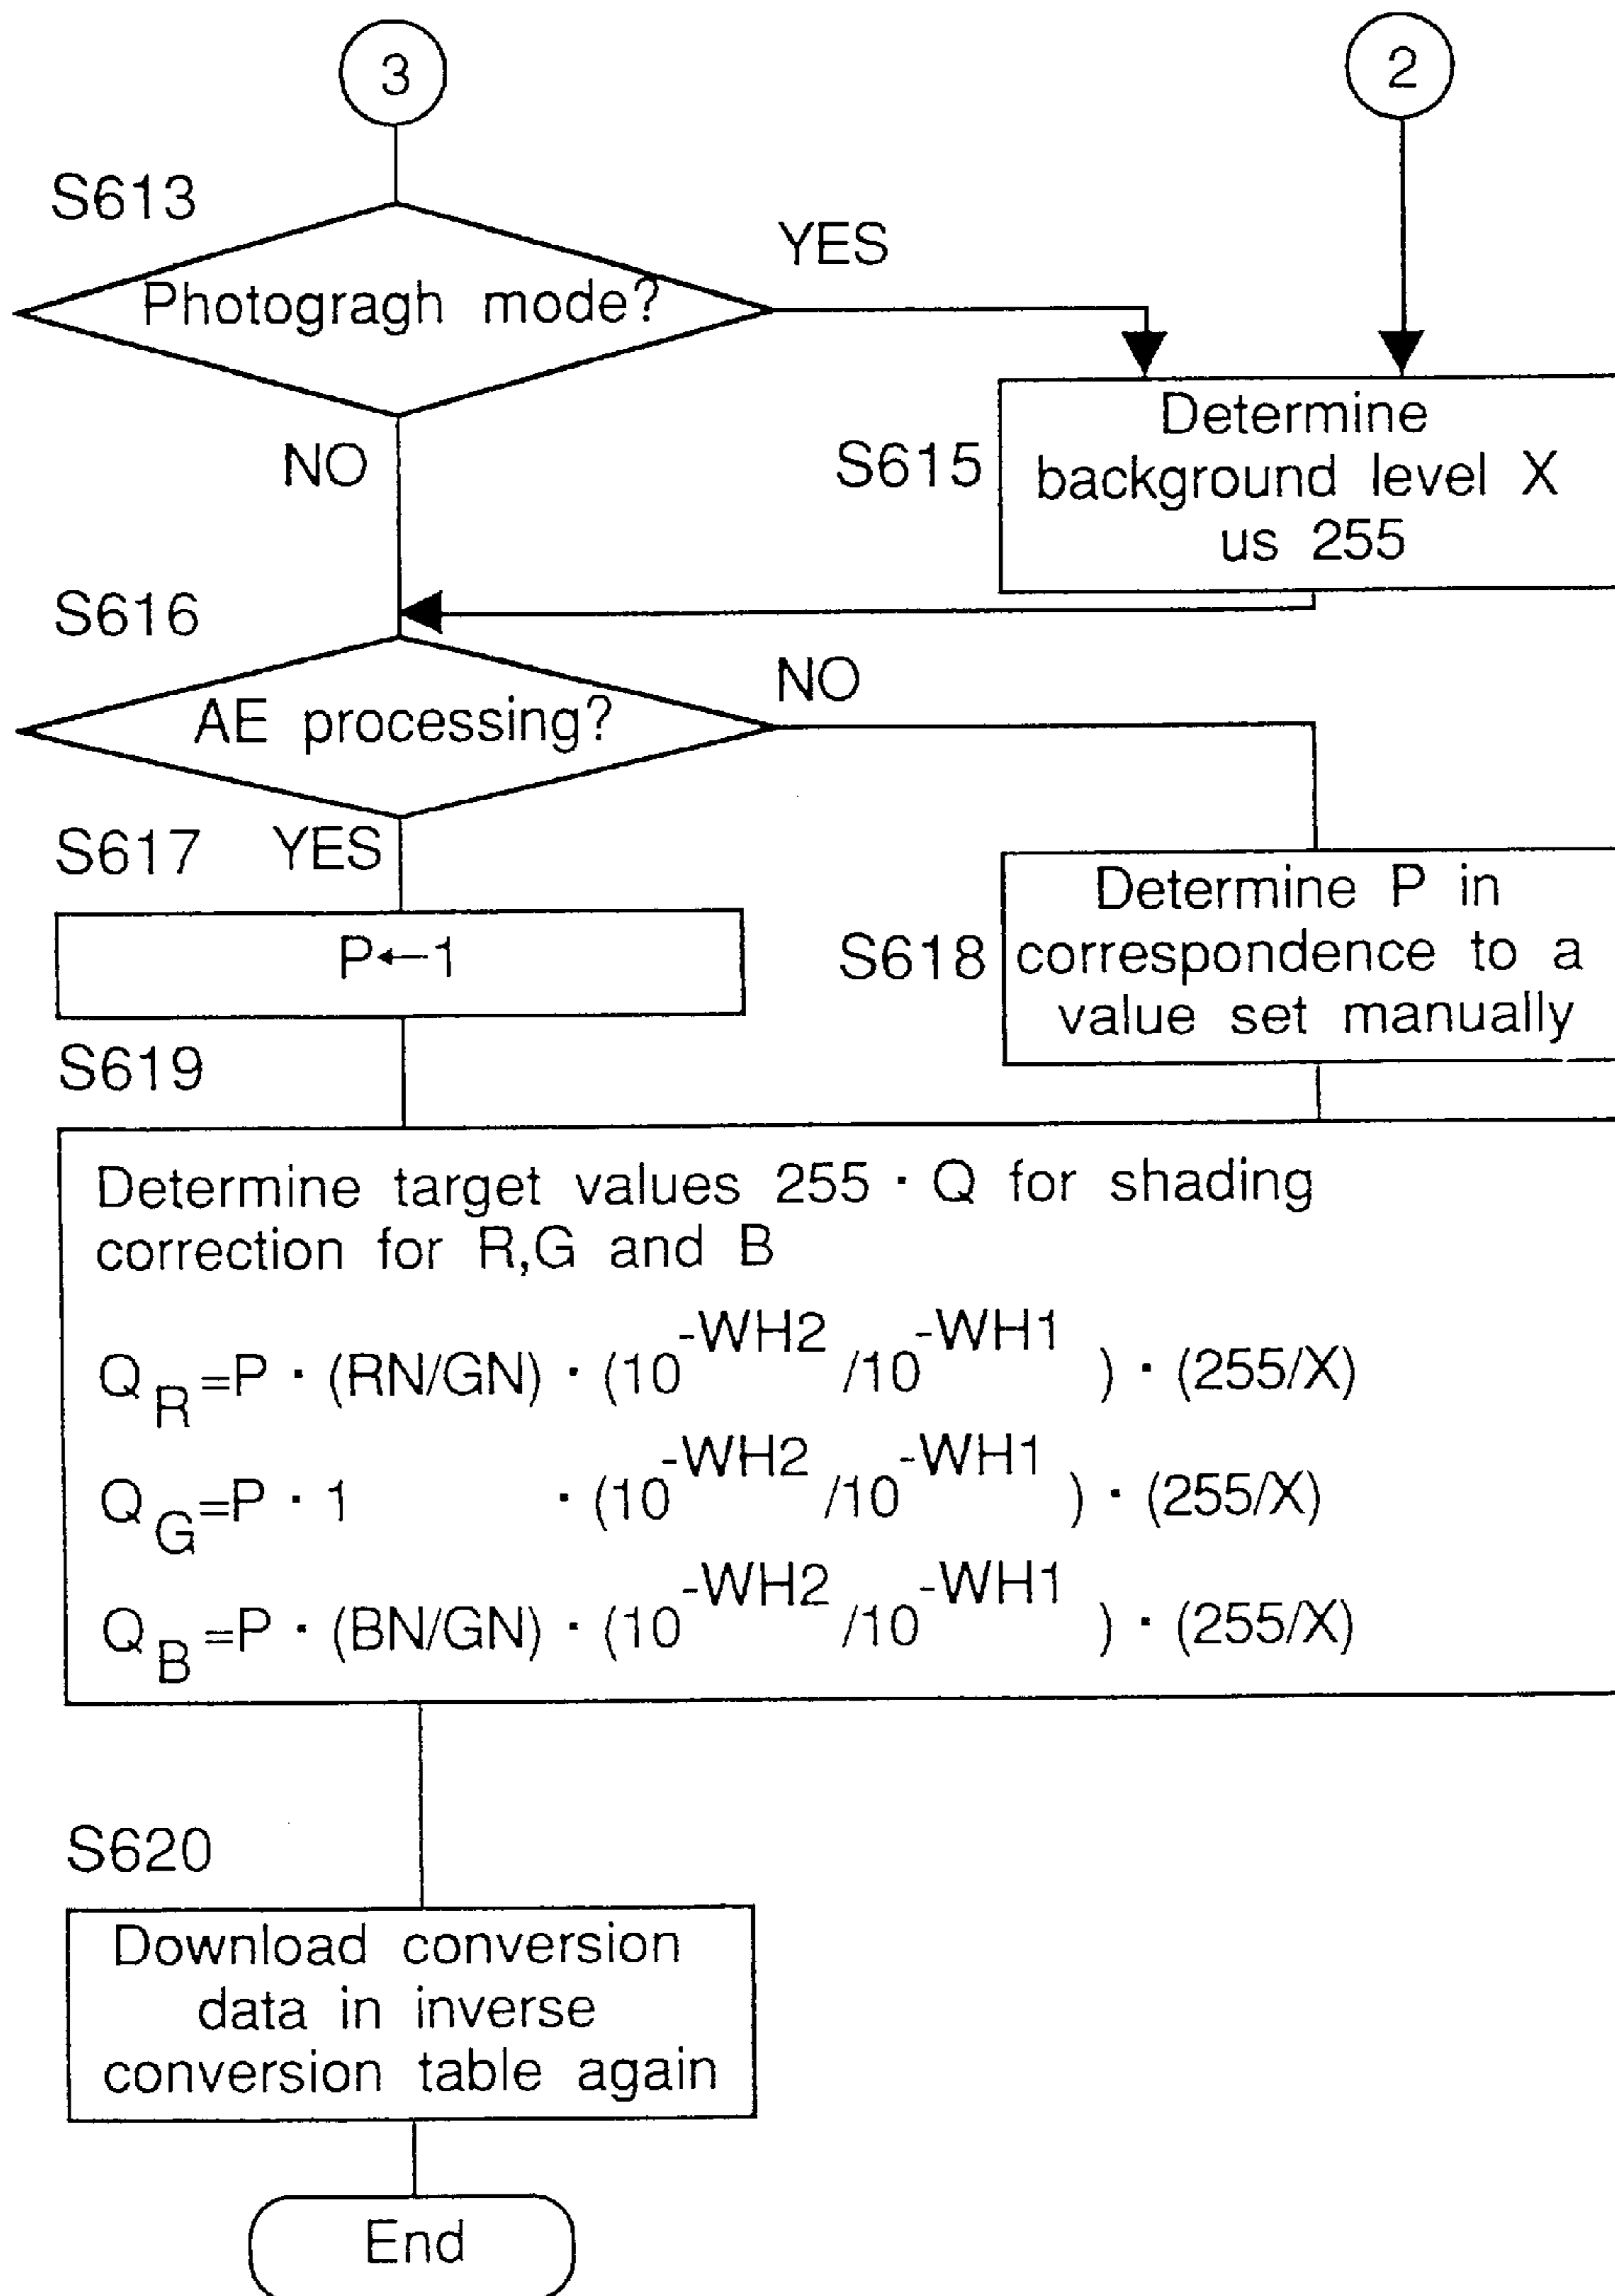 3
2
S613
Photogragh mode?
YES
NO
S615
Determine
background level X
us 255
S616
AE processing?
NO
S617
YES
P←1
S618
Determine P in
correspondence to a
value set manually
S619
Determine target values 255 · Q for shading
correction for R,G and B
Q_R=P · (RN/GN) · (10^-WH2 /10^-WH1 ) · (255/X)
Q_G=P · 1 · (10^-WH2 /10^-WH1 ) · (255/X)
Q_B=P · (BN/GN) · (10^-WH2 /10^-WH1 ) · (255/X)
S620
Download conversion
data in inverse
conversion table again
End